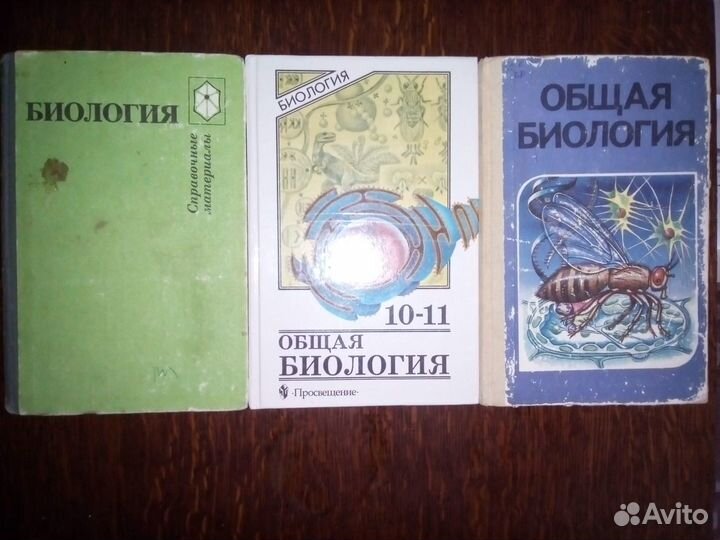 БИОЛОГИЯ
Справочные
материалы
БИОЛОГИЯ
10-11
ОБЩАЯ
БИОЛОГИЯ
·Просвещение·
ОБЩАЯ
БИОЛОГИЯ
Avito